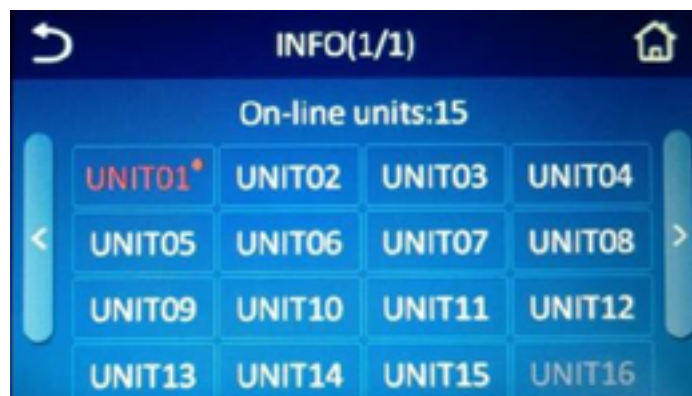 INFO(1/1)
On-line units:15
UNIT01 UNIT02 UNIT03 UNIT04
UNIT05 UNIT06 UNIT07 UNIT08
UNIT09 UNIT10 UNIT11 UNIT12
UNIT13 UNIT14 UNIT15 UNIT16